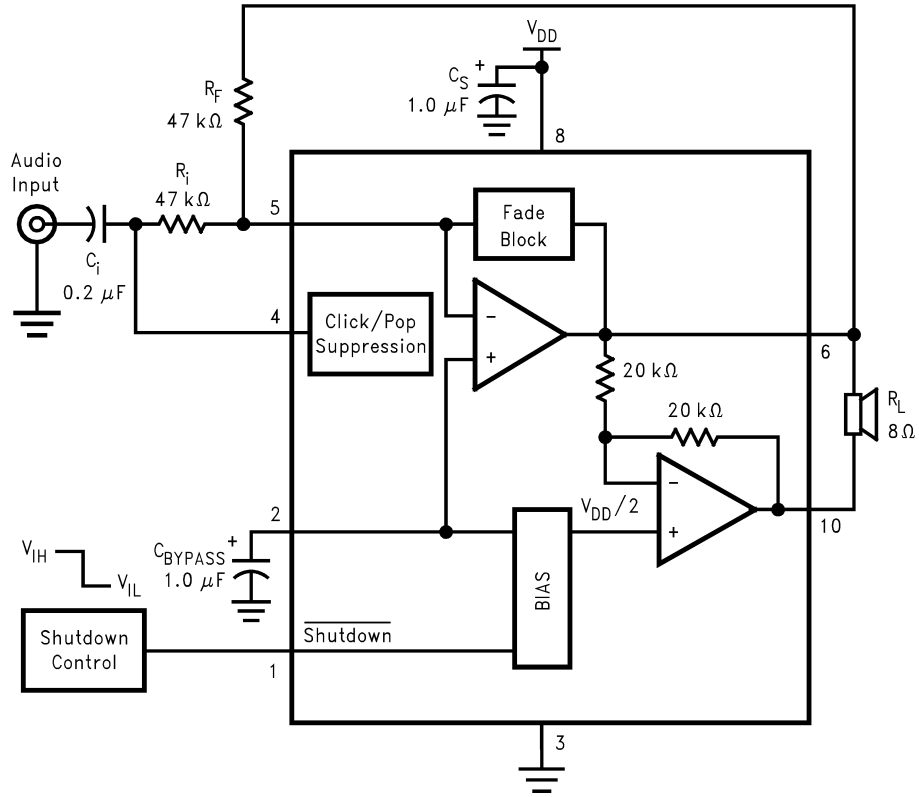 V_DD
C_S
+
1.0 μF
R_F
47 kΩ
8
Audio
Input
R_i
47 kΩ
5
Fade
Block
C_i
0.2 μF
4
Click/Pop
Suppression
−
+
6
20 kΩ
20 kΩ
R_L
8Ω
−
+
V_DD/2
10
2
C_BYPASS
+
1.0 μF
V_IH
V_IL
BIAS
Shutdown
Control
S̅h̅u̅t̅d̅o̅w̅n̅
1
3